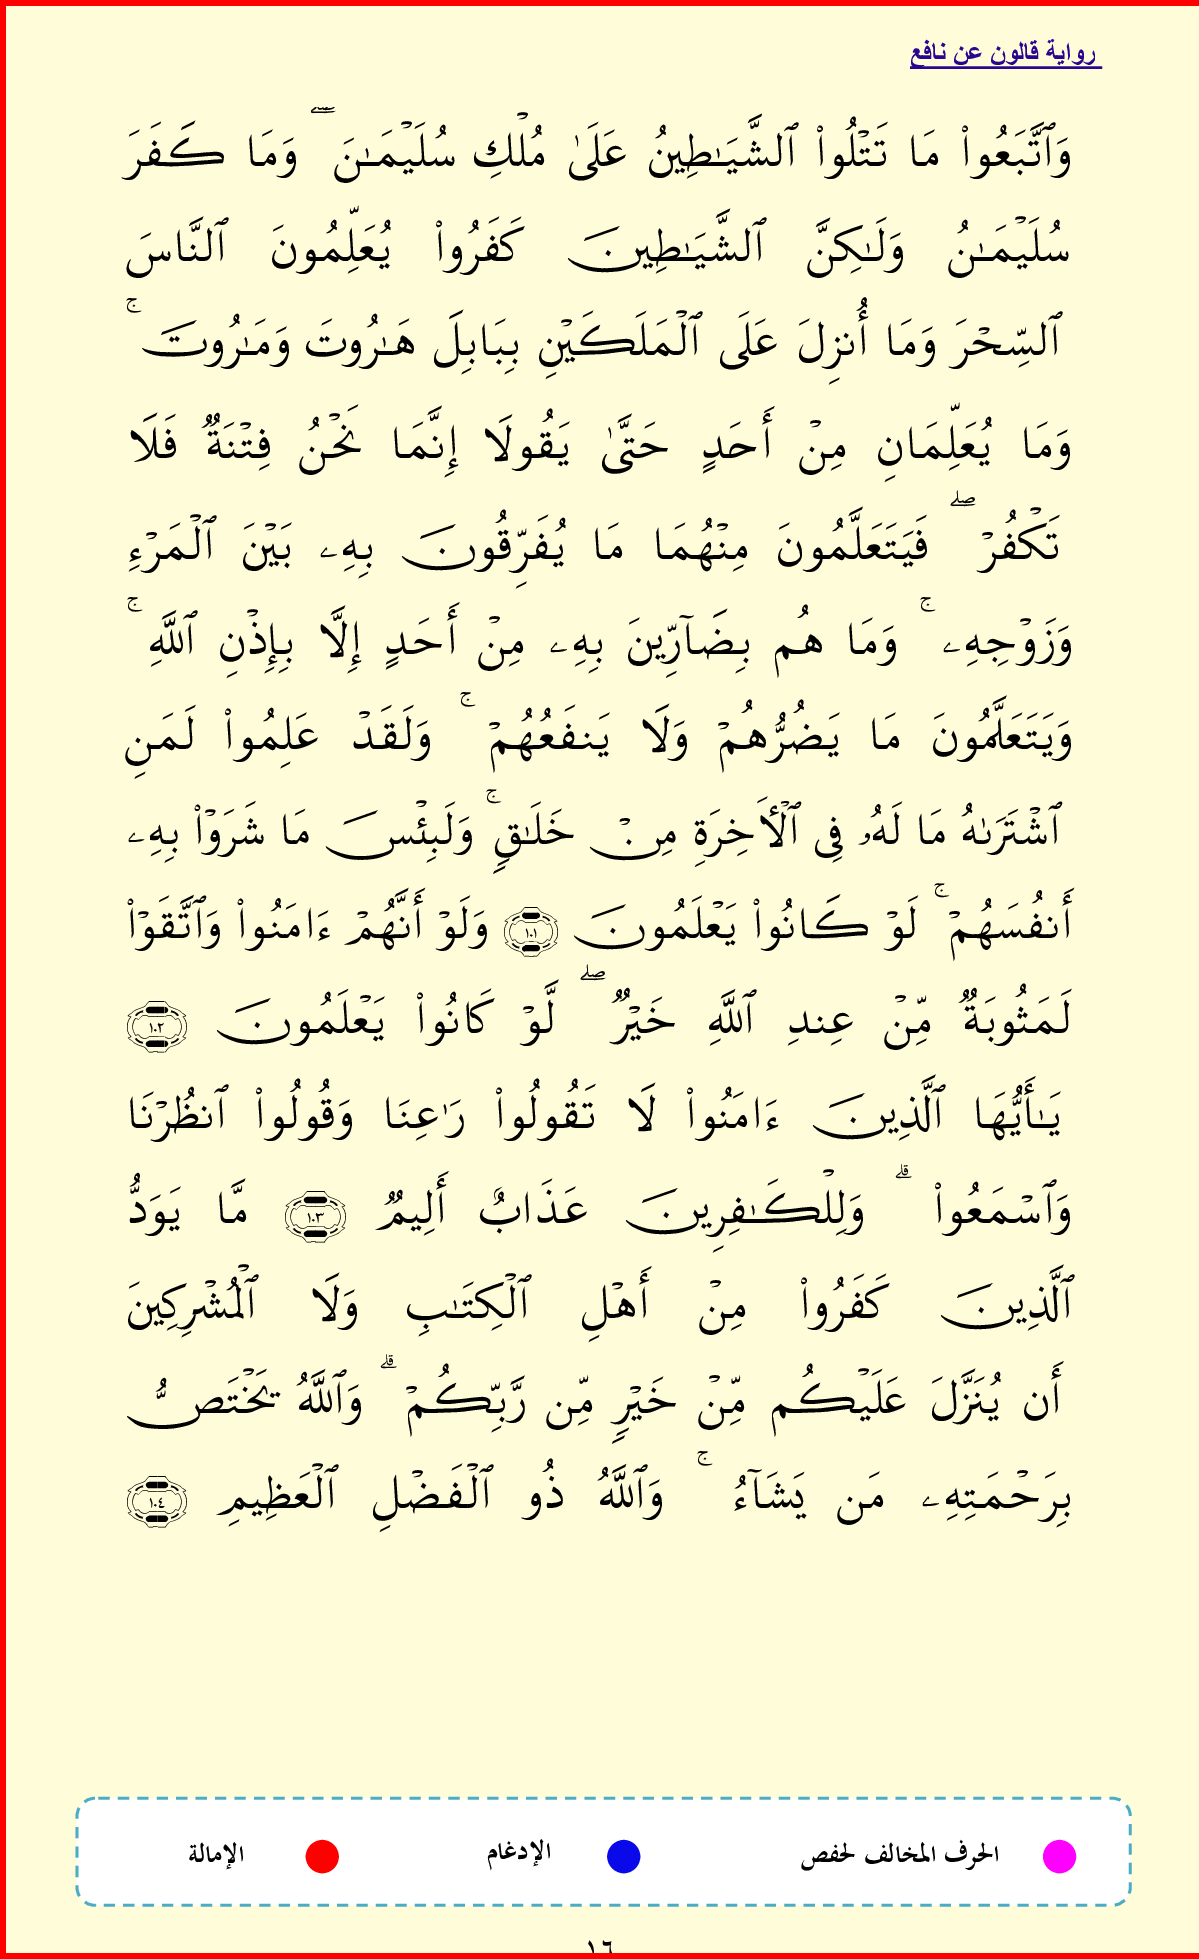 رواية قالون عن نافع
وَٱتَّبَعُوا۟ مَا تَتْلُوا۟ ٱلشَّيَـٰطِينُ عَلَىٰ مُلْكِ سُلَيْمَـٰنَ ۖ وَمَا كَفَرَ
سُلَيْمَـٰنُ وَلَـٰكِنَّ ٱلشَّيَـٰطِينَ كَفَرُوا۟ يُعَلِّمُونَ ٱلنَّاسَ
ٱلسِّحْرَ وَمَا أُنزِلَ عَلَى ٱلْمَلَكَيْنِ بِبَابِلَ هَـٰرُوتَ وَمَـٰرُوتَ ۚ
وَمَا يُعَلِّمَانِ مِنْ أَحَدٍ حَتَّىٰ يَقُولَا إِنَّمَا نَحْنُ فِتْنَةٌ فَلَا
تَكْفُرْ ۖ فَيَتَعَلَّمُونَ مِنْهُمَا مَا يُفَرِّقُونَ بِهِۦ بَيْنَ ٱلْمَرْءِ
وَزَوْجِهِۦ ۚ وَمَا هُم بِضَآرِّينَ بِهِۦ مِنْ أَحَدٍ إِلَّا بِإِذْنِ ٱللَّهِ ۚ
وَيَتَعَلَّمُونَ مَا يَضُرُّهُمْ وَلَا يَنفَعُهُمْ ۚ وَلَقَدْ عَلِمُوا۟ لَمَنِ
ٱشْتَرَىٰهُ مَا لَهُۥ فِى ٱلْأَخِرَةِ مِنْ خَلَـٰقٍ ۚ وَلَبِئْسَ مَا شَرَوْا۟ بِهِۦ
أَنفُسَهُمْ ۚ لَوْ كَانُوا۟ يَعْلَمُونَ ١٠١ وَلَوْ أَنَّهُمْ ءَامَنُوا۟ وَٱتَّقَوْا۟
لَمَثُوبَةٌ مِّنْ عِندِ ٱللَّهِ خَيْرٌ ۖ لَّوْ كَانُوا۟ يَعْلَمُونَ ١٠٢
يَـٰأَيُّهَا ٱلَّذِينَ ءَامَنُوا۟ لَا تَقُولُوا۟ رَٰعِنَا وَقُولُوا۟ ٱنظُرْنَا
وَٱسْمَعُوا۟ ۗ وَلِلْكَـٰفِرِينَ عَذَابٌ أَلِيمٌ ١٠٣ مَّا يَوَدُّ
ٱلَّذِينَ كَفَرُوا۟ مِنْ أَهْلِ ٱلْكِتَـٰبِ وَلَا ٱلْمُشْرِكِينَ
أَن يُنَزَّلَ عَلَيْكُم مِّنْ خَيْرٍ مِّن رَّبِّكُمْ ۗ وَٱللَّهُ يَخْتَصُّ
بِرَحْمَتِهِۦ مَن يَشَآءُ ۚ وَٱللَّهُ ذُو ٱلْفَضْلِ ٱلْعَظِيمِ ١٠٤
الحرف المخالف لحفص الإدغام الإمالة
١٦